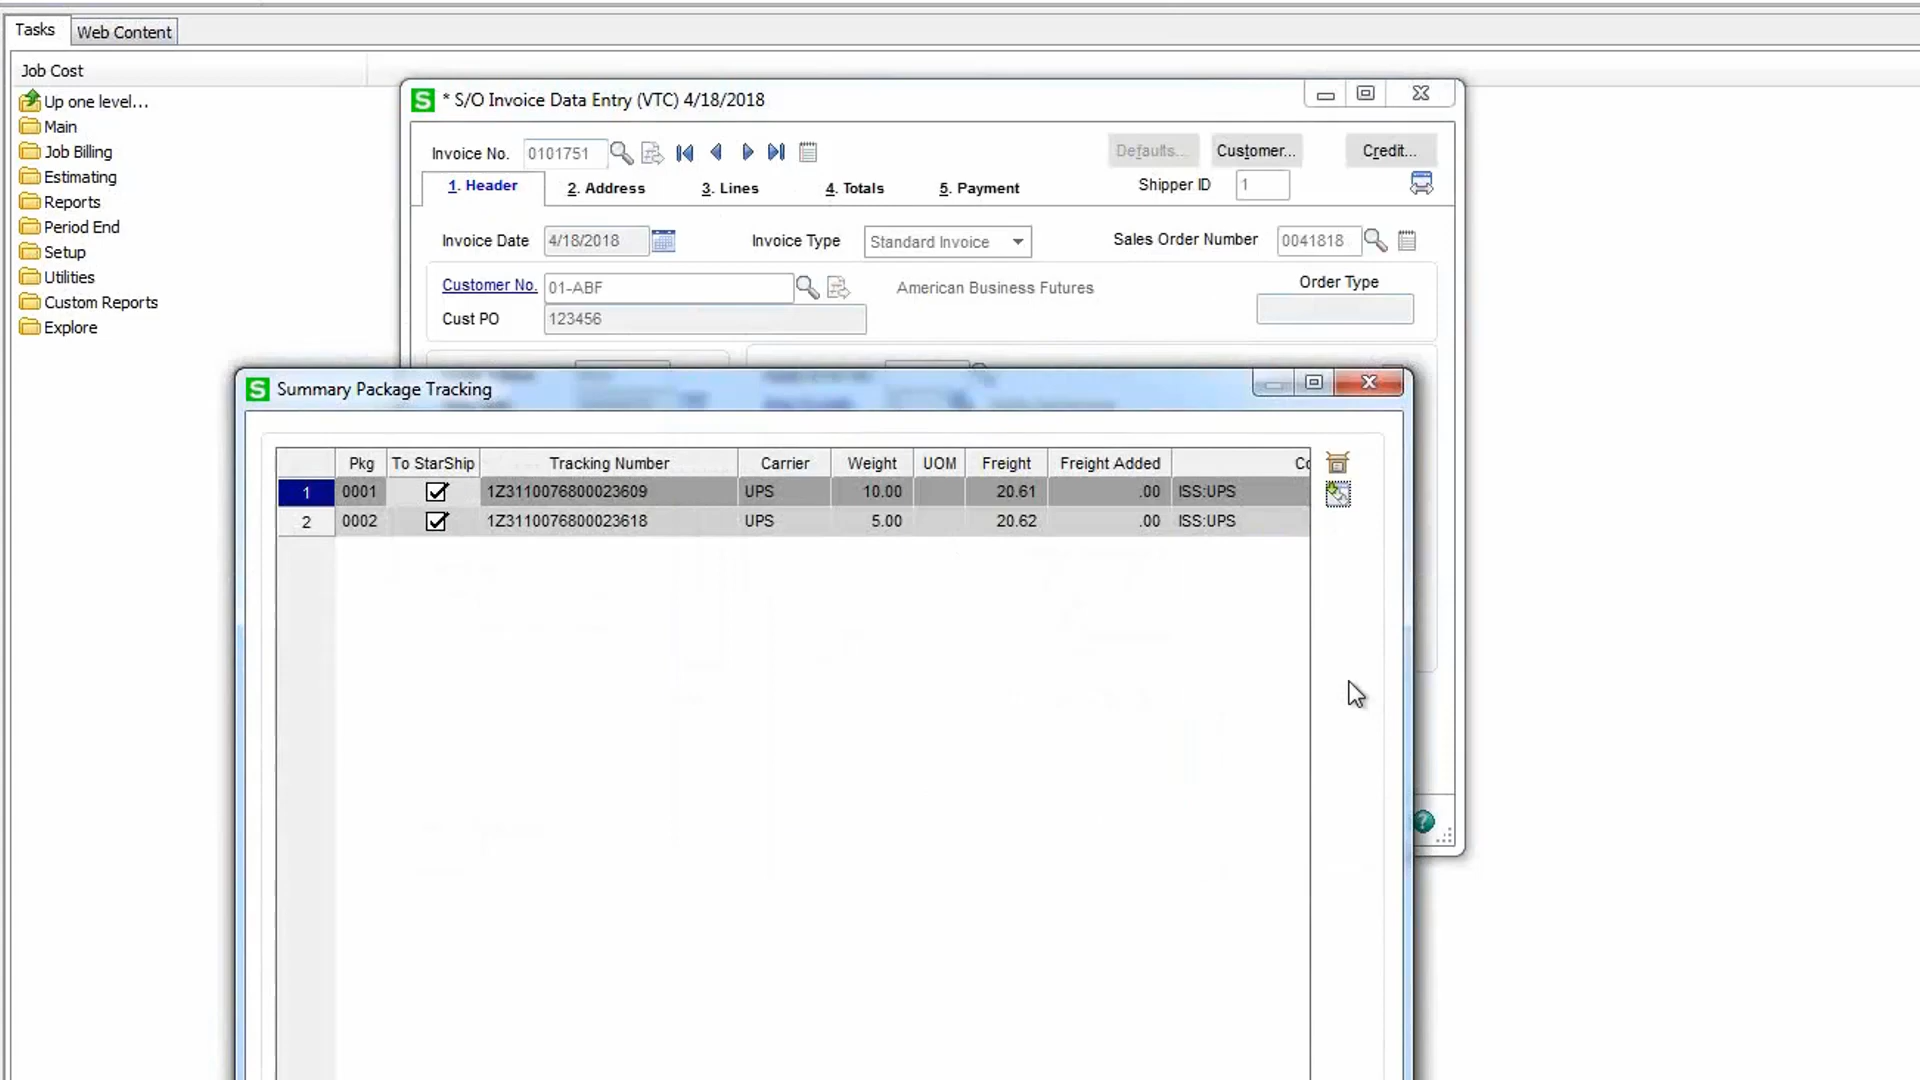 Tasks
Web Content
Job Cost
Up one level...
Main
Job Billing
Estimating
Reports
Period End
Setup
Utilities
Custom Reports
Explore
S * S/O Invoice Data Entry (VTC) 4/18/2018
Invoice No. 0101751 Defaults... Customer... Credit...
1. Header 2. Address 3. Lines 4. Totals 5. Payment Shipper ID 1
Invoice Date 4/18/2018 Invoice Type Standard Invoice Sales Order Number 0041818
Customer No. 01-ABF American Business Futures Order Type
Cust PO 123456
S Summary Package Tracking
Pkg To StarShip Tracking Number Carrier Weight UOM Freight Freight Added Co
1 0001 1Z3110076800023609 UPS 10.00 20.61 .00 ISS:UPS
2 0002 1Z3110076800023618 UPS 5.00 20.62 .00 ISS:UPS
?